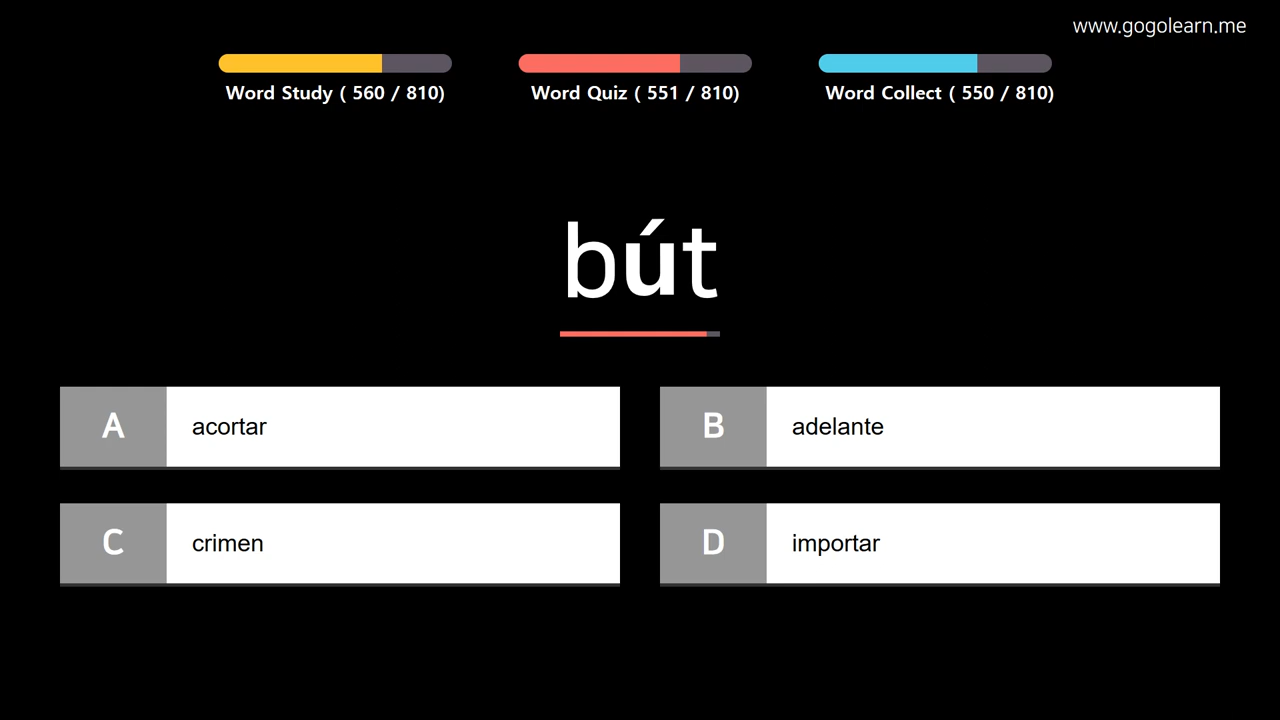 www.gogolearn.me
Word Study ( 560 / 810)
Word Quiz ( 551 / 810)
Word Collect ( 550 / 810)
bút
A
acortar
B
adelante
C
crimen
D
importar